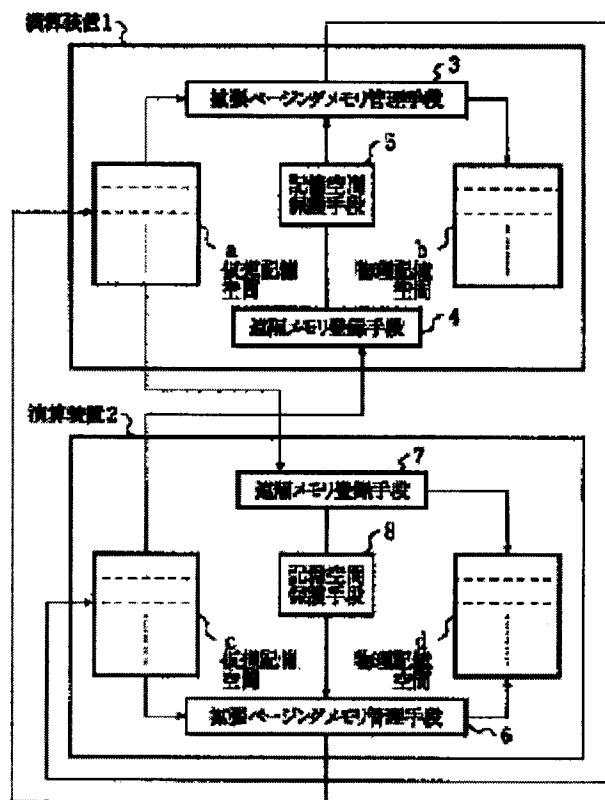 演算装置1
3
拡張ページングメモリ管理手段
5
記憶空間
保護手段
a
仮想記憶
空間
b
物理記憶
空間
4
遠隔メモリ登録手段
演算装置2
7
遠隔メモリ登録手段
8
記憶空間
保護手段
c
仮想記憶
空間
d
物理記憶
空間
拡張ページングメモリ管理手段
6